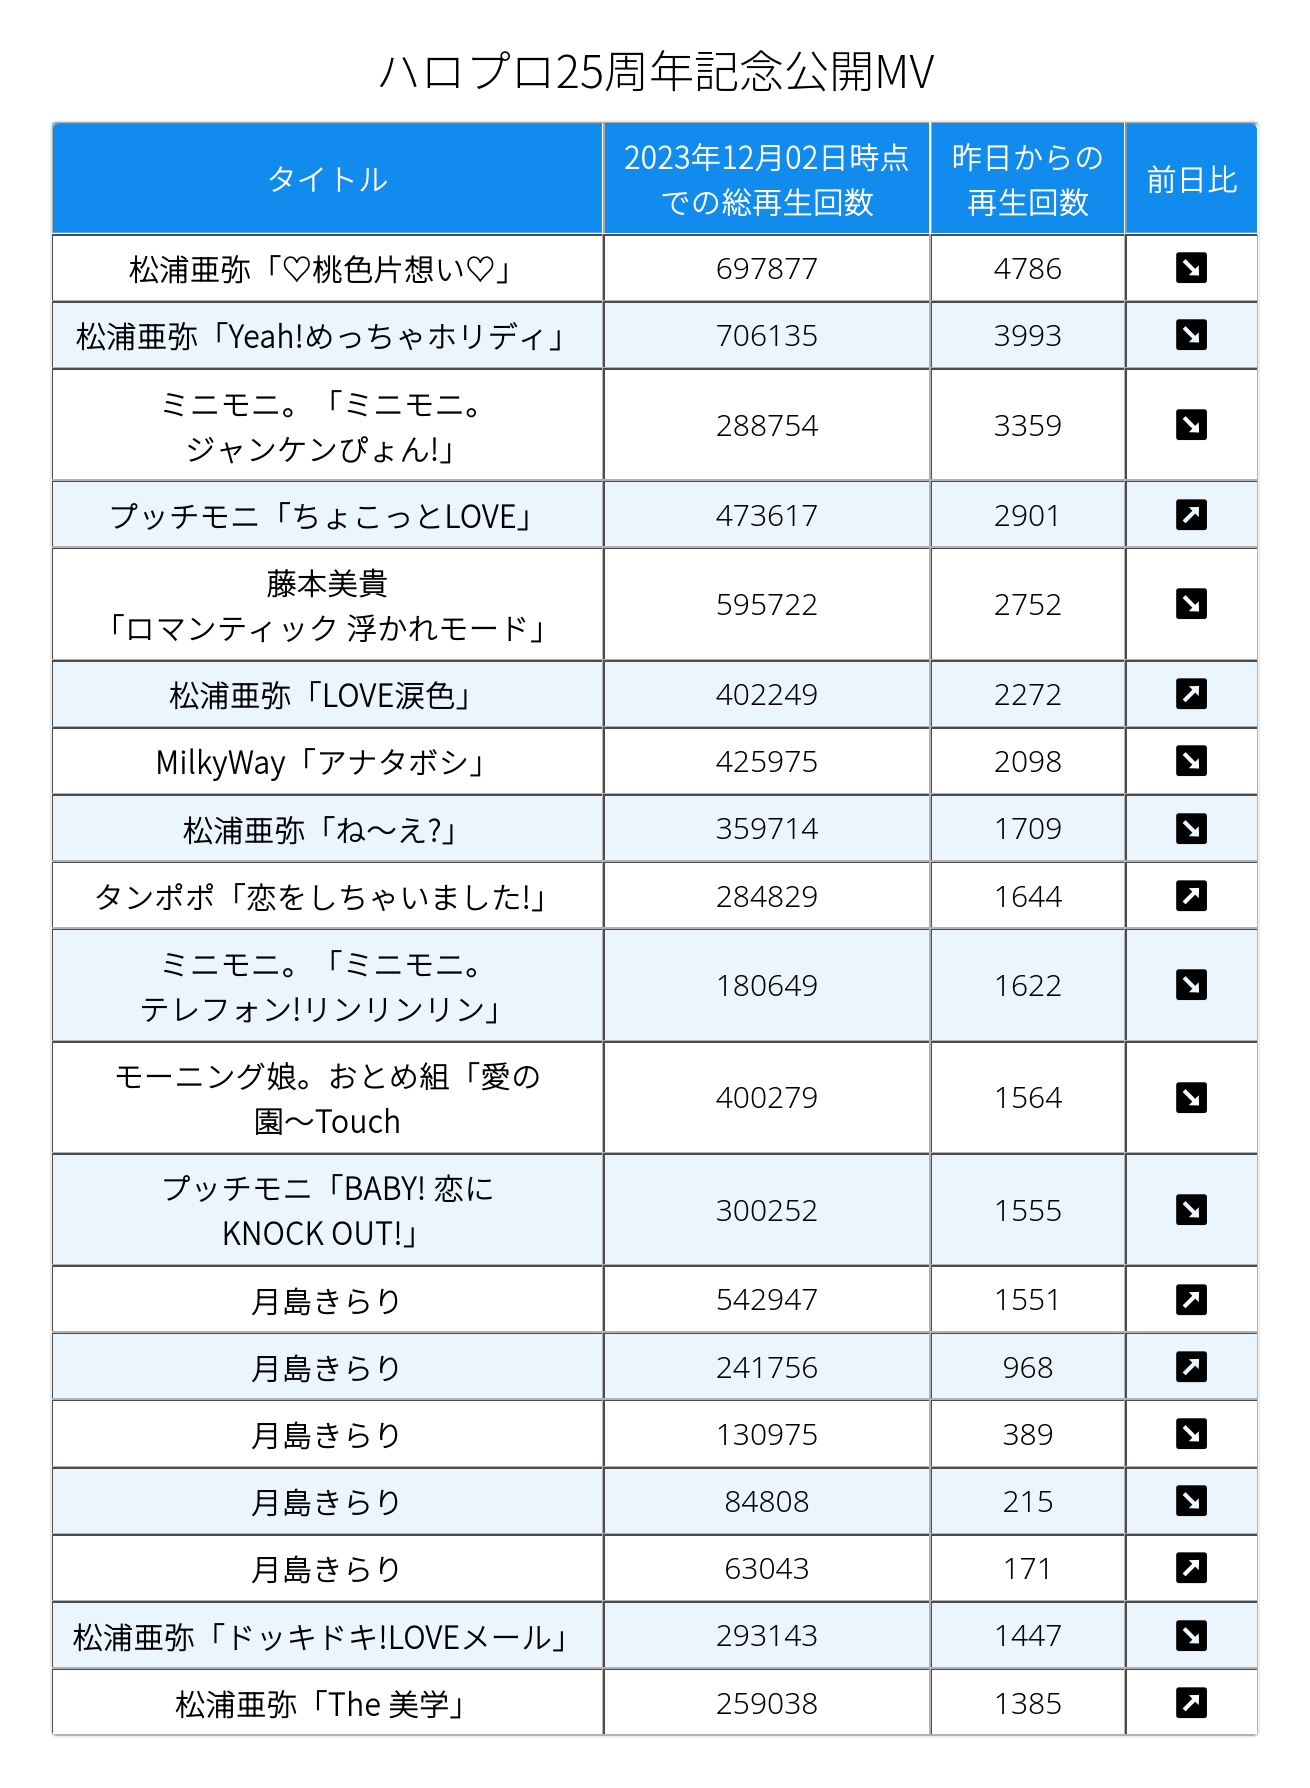 ハロプロ25周年記念公開MV
タイトル
2023年12月02日時点
での総再生回数
昨日からの
再生回数
前日比
松浦亜弥「♡桃色片想い♡」 697877 4786
松浦亜弥「Yeah!めっちゃホリディ」 706135 3993
ミニモニ。「ミニモニ。
ジャンケンぴょん!」
288754 3359
プッチモニ「ちょこっとLOVE」 473617 2901
藤本美貴
「ロマンティック 浮かれモード」
595722 2752
松浦亜弥「LOVE涙色」 402249 2272
MilkyWay「アナタボシ」 425975 2098
松浦亜弥「ね〜え?」 359714 1709
タンポポ「恋をしちゃいました!」 284829 1644
ミニモニ。「ミニモニ。
テレフォン!リンリンリン」
180649 1622
モーニング娘。おとめ組「愛の
園〜Touch
400279 1564
プッチモニ「BABY! 恋に
KNOCK OUT!」
300252 1555
月島きらり 542947 1551
月島きらり 241756 968
月島きらり 130975 389
月島きらり 84808 215
月島きらり 63043 171
松浦亜弥「ドッキドキ!LOVEメール」 293143 1447
松浦亜弥「The 美学」 259038 1385